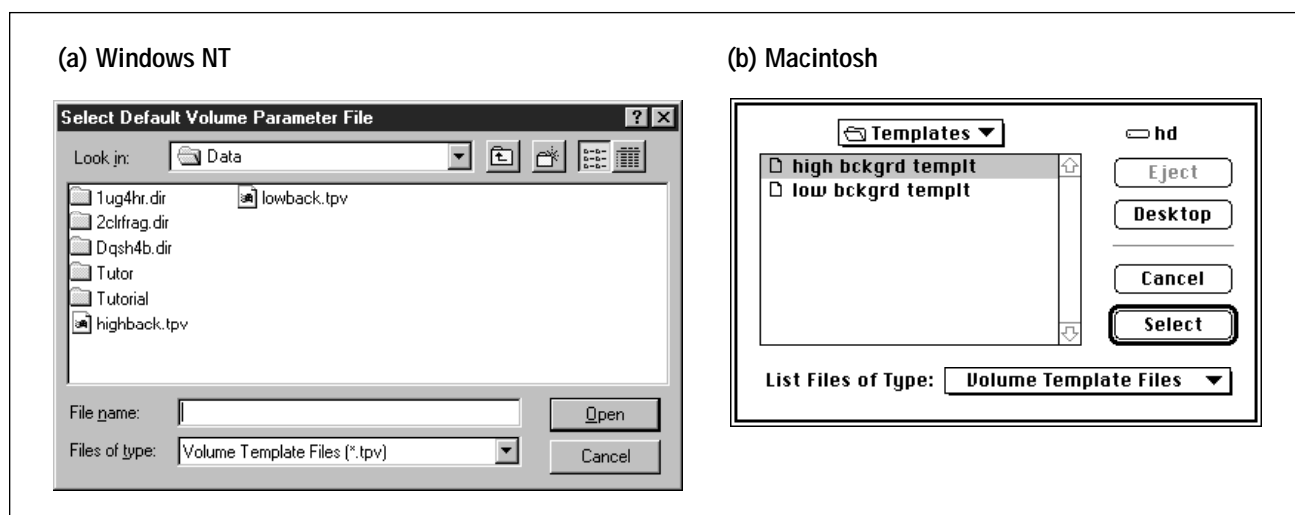 (a) Windows NT
Select Default Volume Parameter File
Look in: Data
1ug4hr.dir
2clrfrag.dir
Dqsh4b.dir
Tutor
Tutorial
highback.tpv
lowback.tpv
File name:
Open
Files of type: Volume Template Files (*.tpv)
Cancel
(b) Macintosh
Templates
hd
high bckgrd templt
low bckgrd templt
Eject
Desktop
Cancel
Select
List Files of Type: Volume Template Files